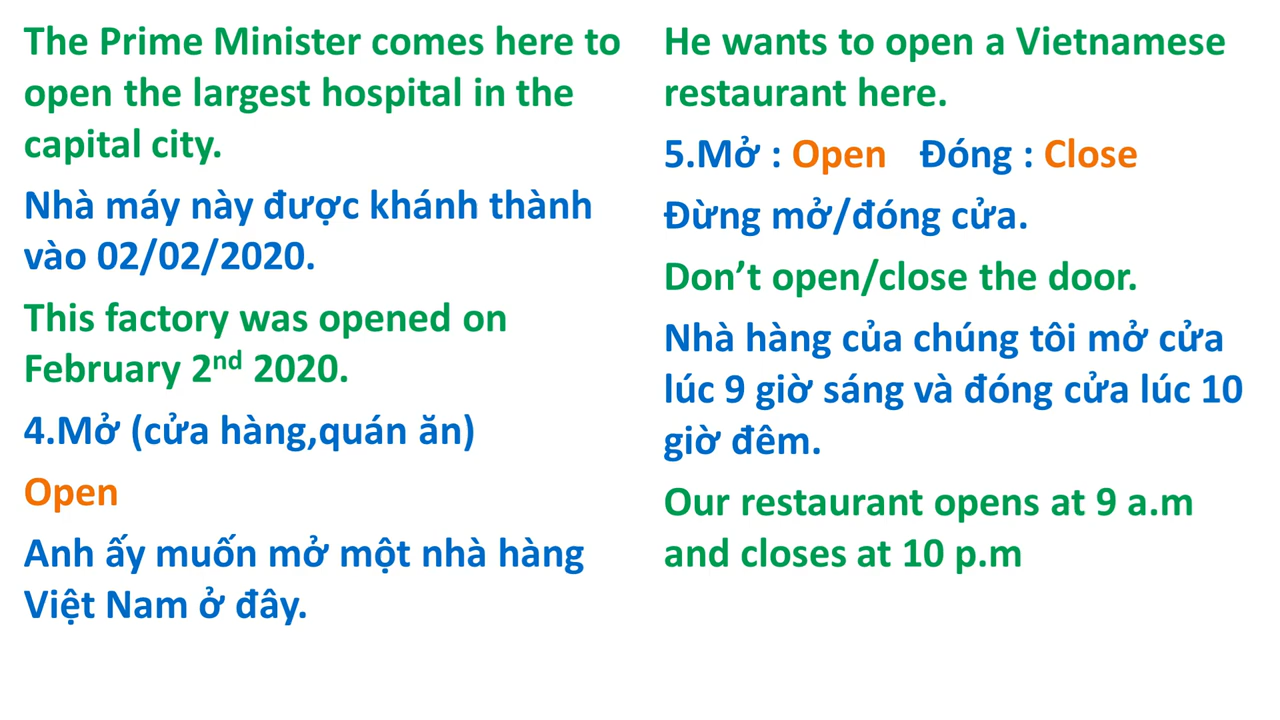 The Prime Minister comes here to
open the largest hospital in the
capital city.
Nhà máy này được khánh thành
vào 02/02/2020.
This factory was opened on
February 2nd 2020.
4.Mở (cửa hàng,quán ăn)
Open
Anh ấy muốn mở một nhà hàng
Việt Nam ở đây.
He wants to open a Vietnamese
restaurant here.
5.Mở : Open   Đóng : Close
Đừng mở/đóng cửa.
Don’t open/close the door.
Nhà hàng của chúng tôi mở cửa
lúc 9 giờ sáng và đóng cửa lúc 10
giờ đêm.
Our restaurant opens at 9 a.m
and closes at 10 p.m